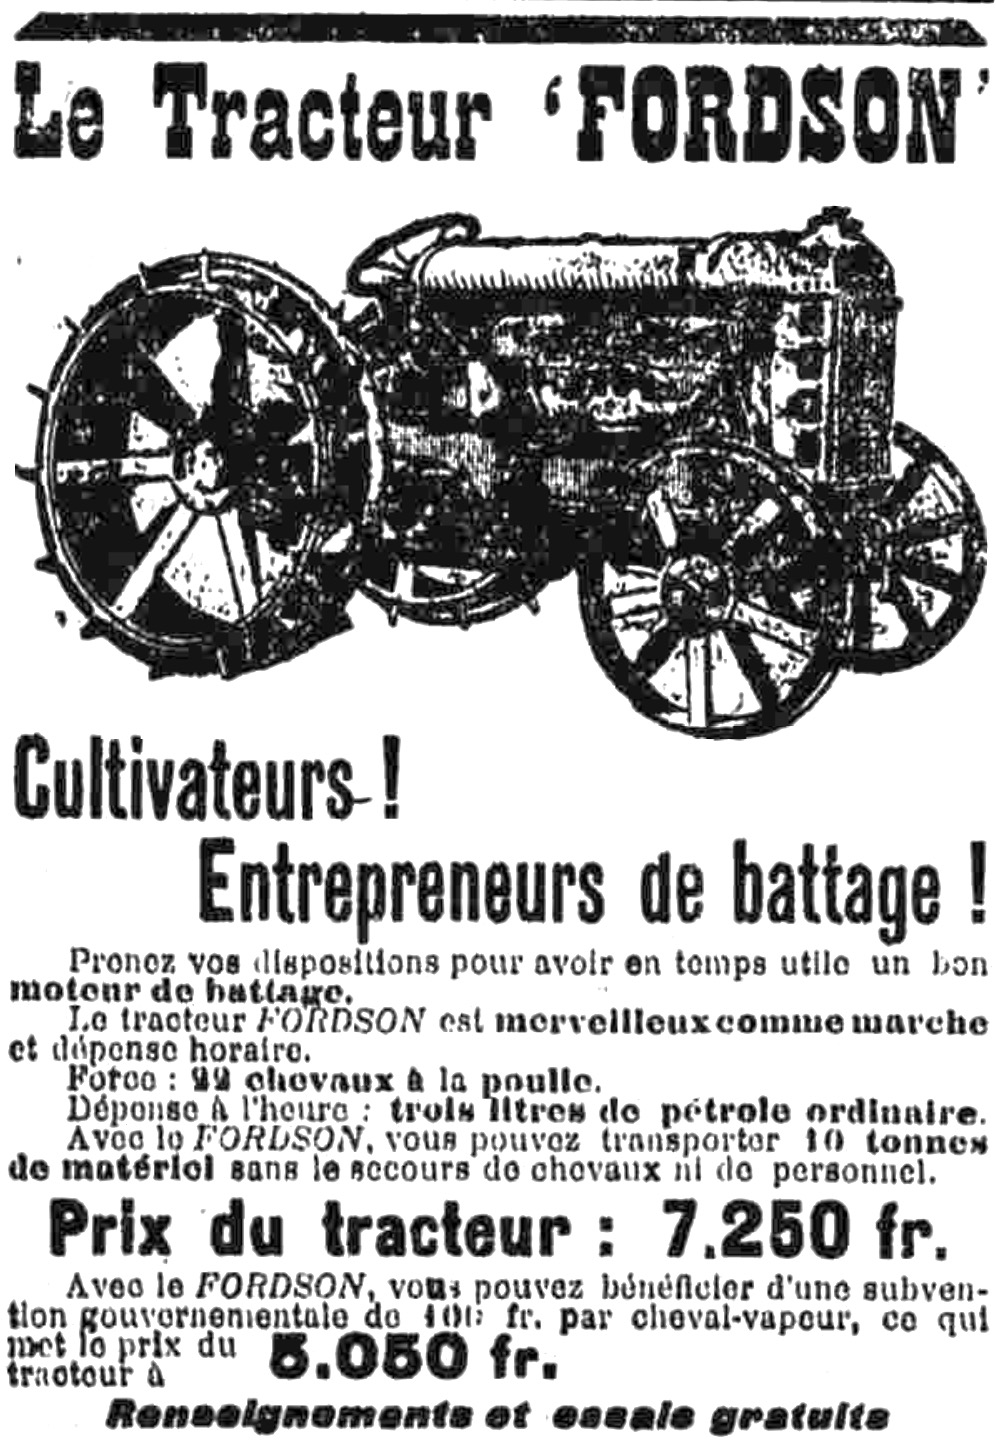 Le Tracteur ‘FORDSON’
Cultivateurs !
Entrepreneurs de battage !
Prenez vos dispositions pour avoir en temps utile un bon
moteur de battage.
Le tracteur FORDSON est merveilleux comme marche
et dépense horaire.
Force : 22 chevaux à la poulie.
Dépense à l'heure : trois litres de pétrole ordinaire.
Avec le FORDSON, vous pouvez transporter 10 tonnes
de matériel sans le secours de chevaux ni de personnel.
Prix du tracteur : 7.250 fr.
Avec le FORDSON, vous pouvez bénéficier d'une subven-
tion gouvernementale de 100 fr. par cheval-vapeur, ce qui
met le prix du
tracteur à 5.050 fr.
Renseignements et essais gratuits